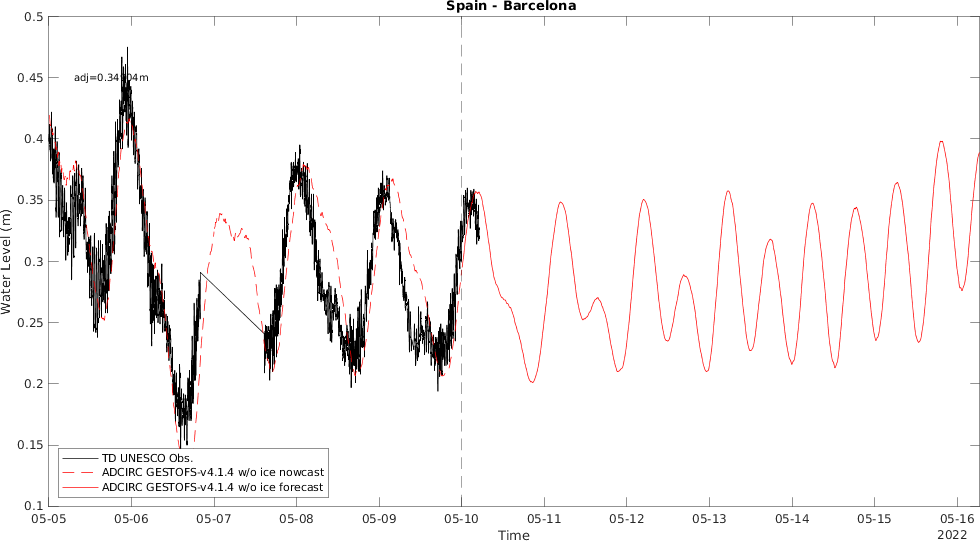 Spain - Barcelona
0.5
0.45
0.4
0.35
0.3
0.25
0.2
0.15
0.1
Water Level (m)
adj=0.34904m
TD UNESCO Obs.
ADCIRC GESTOFS-v4.1.4 w/o ice nowcast
ADCIRC GESTOFS-v4.1.4 w/o ice forecast
05-05 05-06 05-07 05-08 05-09 05-10 05-11 05-12 05-13 05-14 05-15 05-16
Time
2022